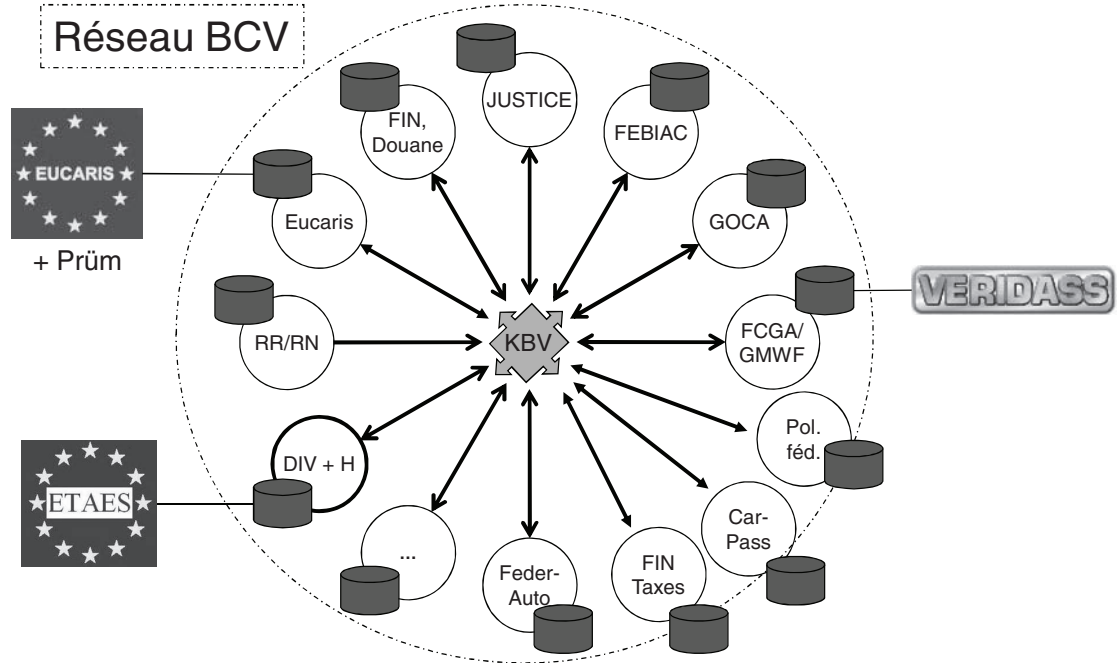 Réseau BCV
JUSTICE
FIN,
Douane
FEBIAC
EUCARIS
+ Prüm
Eucaris
GOCA
VERIDASS
RR/RN
KBV
FCGA/
GMWF
Pol.
féd.
DIV + H
ETAES
Car-
Pass
...
Feder-
Auto
FIN
Taxes